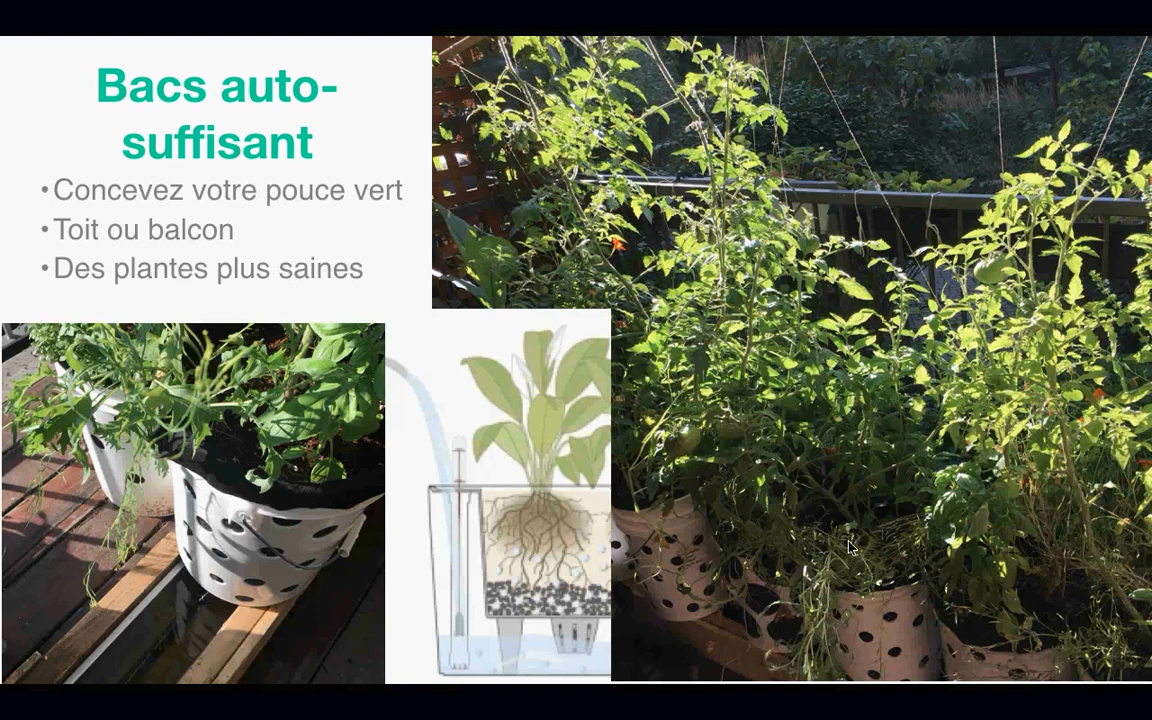 Bacs auto-
suffisant
•Concevez votre pouce vert
•Toit ou balcon
•Des plantes plus saines